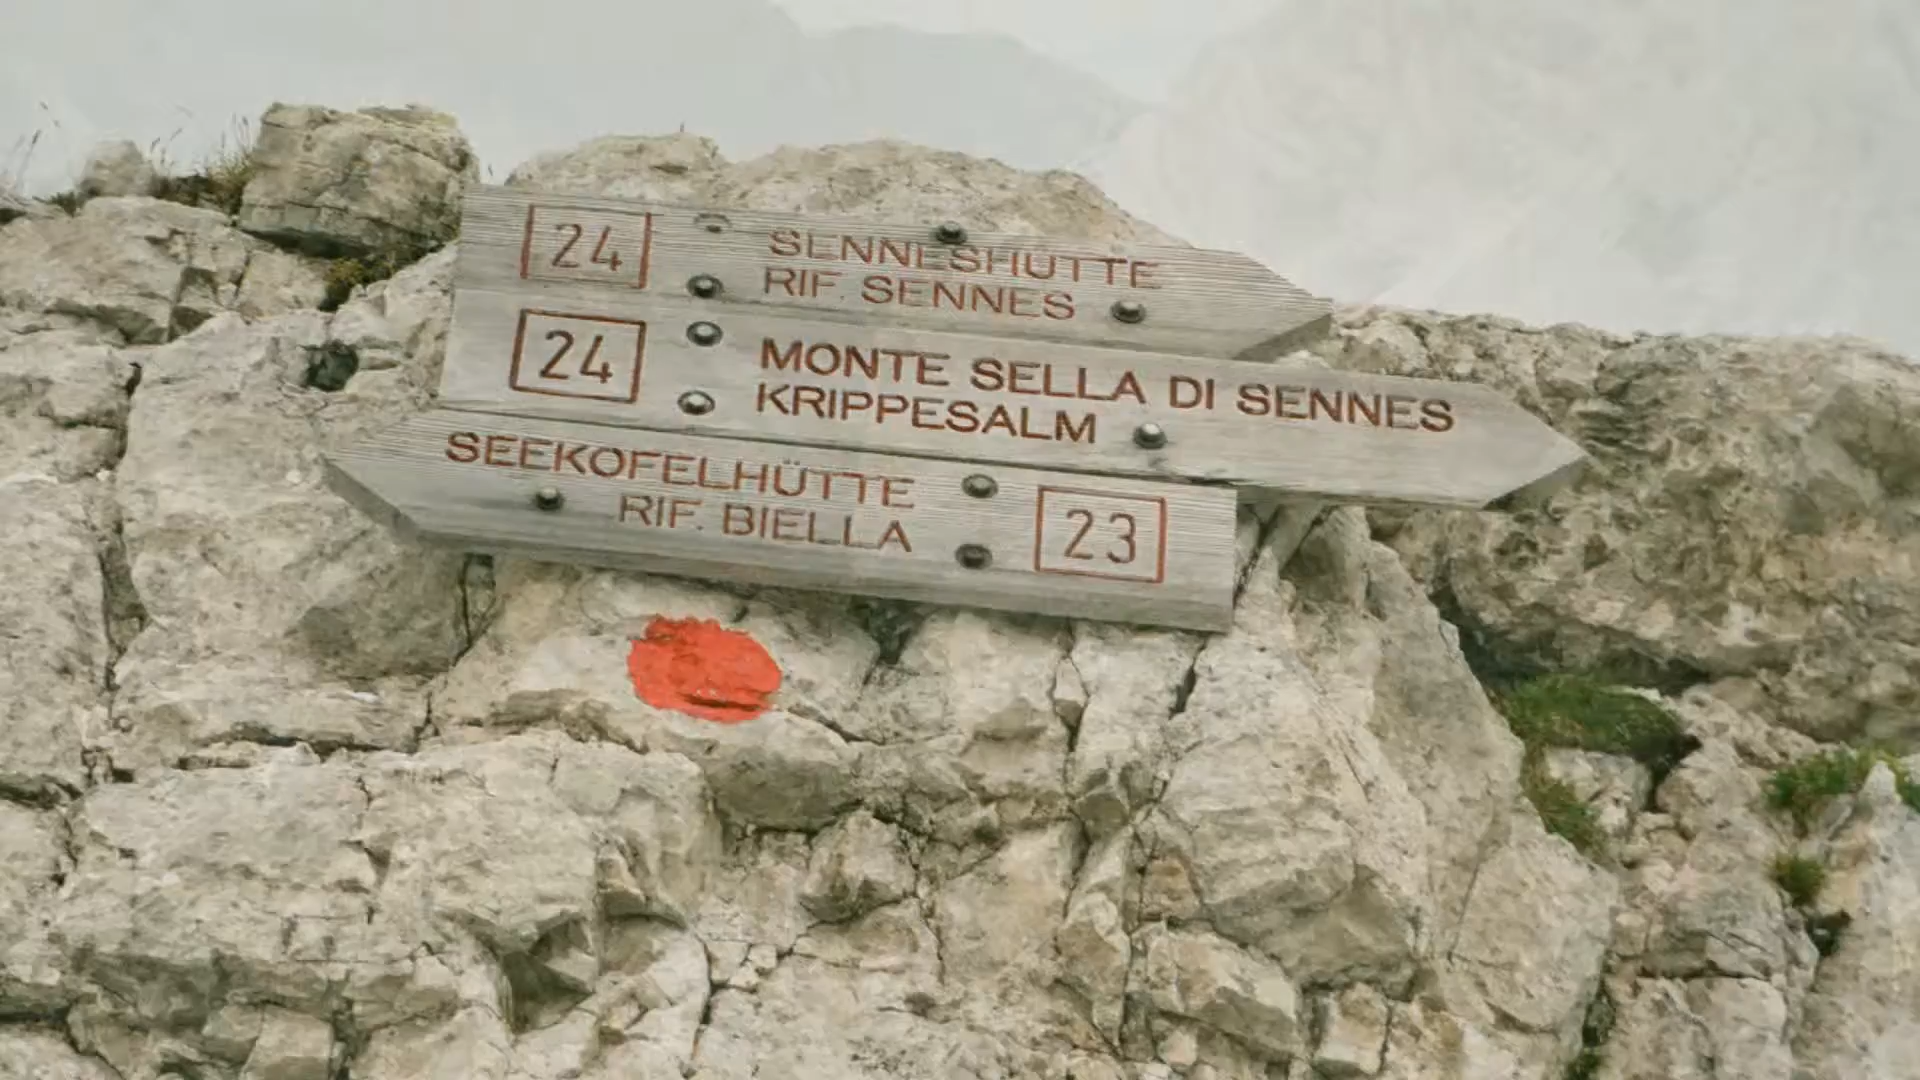 24 SENNESHÜTTE
RIF. SENNES
24 MONTE SELLA DI SENNES
KRIPPESALM
SEEKOFELHÜTTE
RIF. BIELLA 23